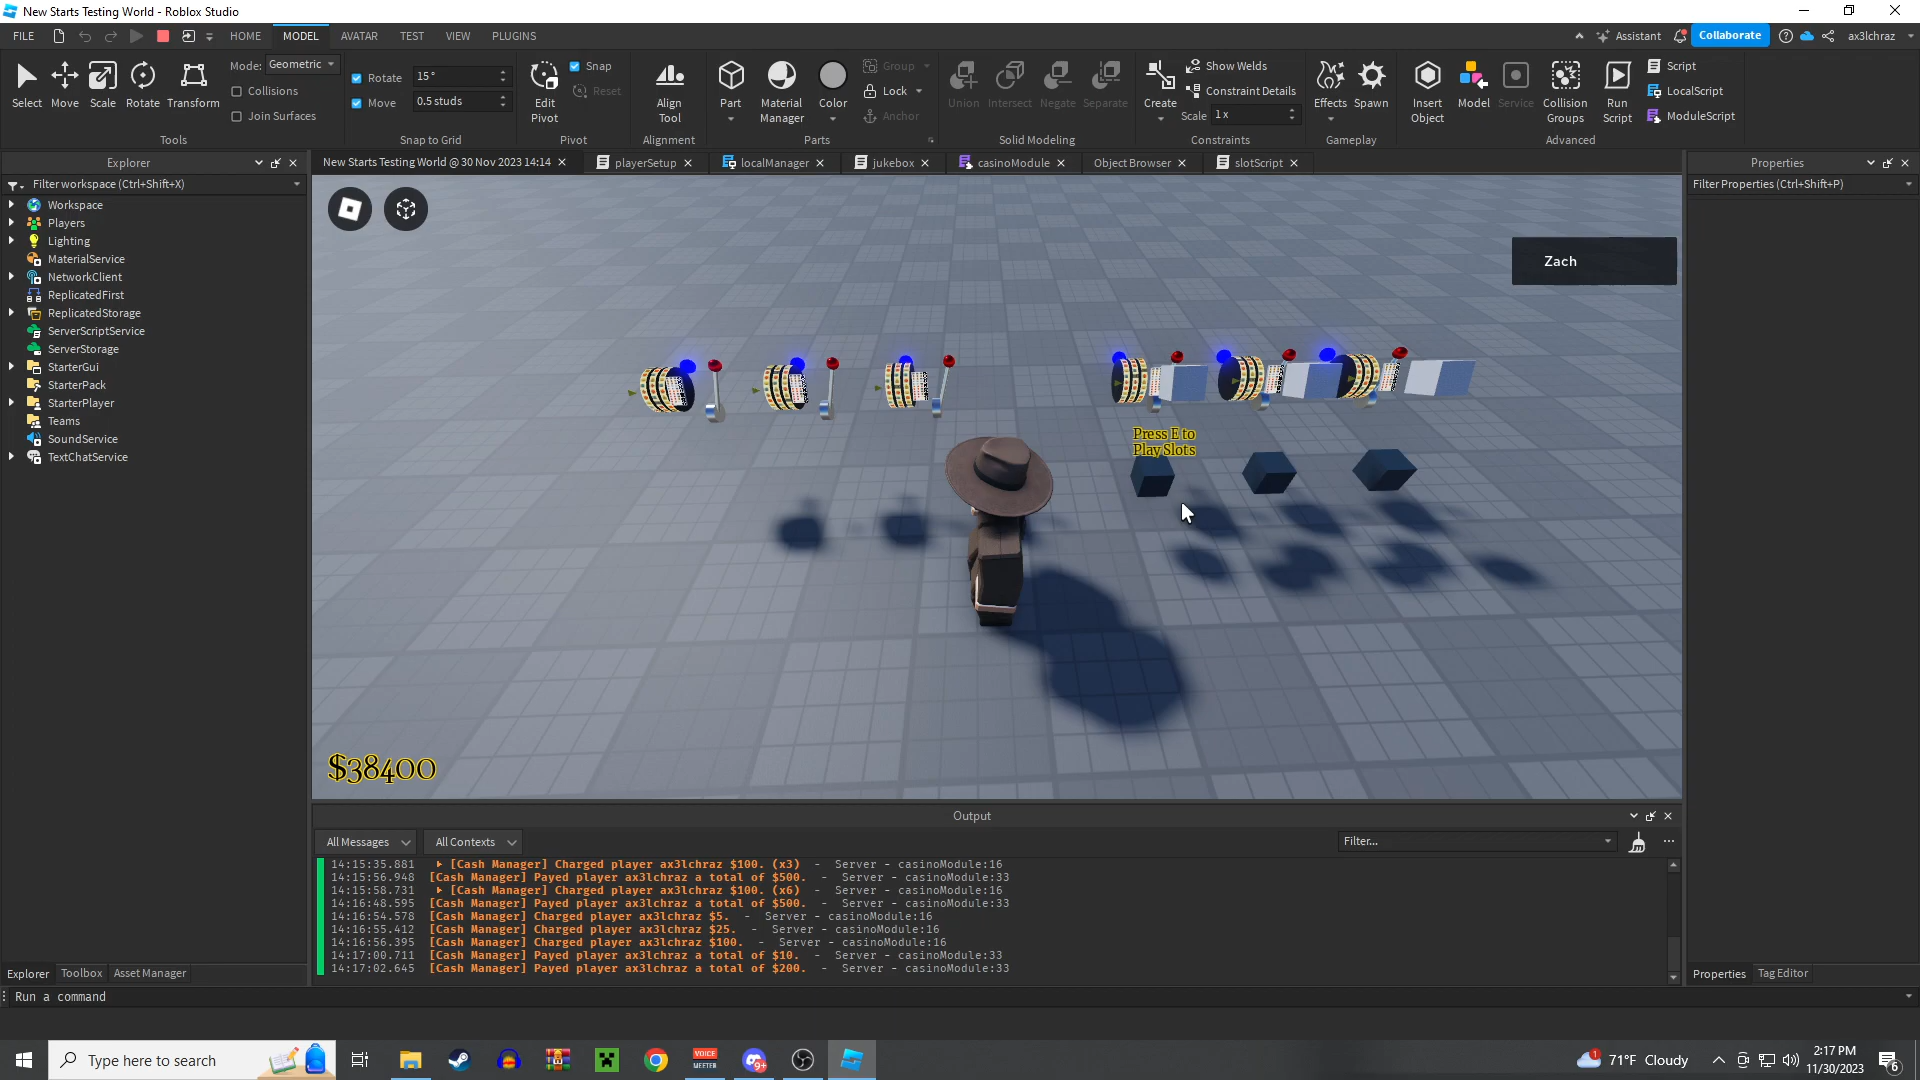 New Starts Testing World - Roblox Studio
FILE HOME MODEL AVATAR TEST VIEW PLUGINS Assistant Collaborate ax3lchraz
Select Move Scale Rotate Transform
Mode: Geometric
Collisions
Join Surfaces
Tools
Rotate 15°
Move 0.5 studs
Snap to Grid
Edit Pivot
Snap
Reset
Pivot
Align Tool
Alignment
Part Material Manager Color
Group
Lock
Anchor
Parts
Union Intersect Negate Separate
Solid Modeling
Create
Show Welds
Constraint Details
Scale 1 x
Constraints
Effects Spawn
Gameplay
Insert Object Model Service Collision Groups Run Script
Script
LocalScript
ModuleScript
Advanced
Explorer
Filter workspace (Ctrl+Shift+X)
Workspace
Players
Lighting
MaterialService
NetworkClient
ReplicatedFirst
ReplicatedStorage
ServerScriptService
ServerStorage
StarterGui
StarterPack
StarterPlayer
Teams
SoundService
TextChatService
Explorer Toolbox Asset Manager
New Starts Testing World @ 30 Nov 2023 14:14 playerSetup localManager jukebox casinoModule Object Browser slotScript
Zach
Press E to
Play Slots
$38400
Properties
Filter Properties (Ctrl+Shift+P)
Properties Tag Editor
Output
All Messages All Contexts Filter...
14:15:35.881 [Cash Manager] Charged player ax3lchraz $100. (x3) - Server - casinoModule:16
14:15:56.948 [Cash Manager] Payed player ax3lchraz a total of $500. - Server - casinoModule:33
14:15:58.731 [Cash Manager] Charged player ax3lchraz $100. (x6) - Server - casinoModule:16
14:16:48.595 [Cash Manager] Payed player ax3lchraz a total of $500. - Server - casinoModule:33
14:16:54.578 [Cash Manager] Charged player ax3lchraz $5. - Server - casinoModule:16
14:16:55.412 [Cash Manager] Charged player ax3lchraz $25. - Server - casinoModule:16
14:16:56.395 [Cash Manager] Charged player ax3lchraz $100. - Server - casinoModule:16
14:17:00.711 [Cash Manager] Payed player ax3lchraz a total of $10. - Server - casinoModule:33
14:17:02.645 [Cash Manager] Payed player ax3lchraz a total of $200. - Server - casinoModule:33
Run a command
Type here to search
VOICE
MEETER
9+
1
71°F Cloudy
2:17 PM
11/30/2023
6